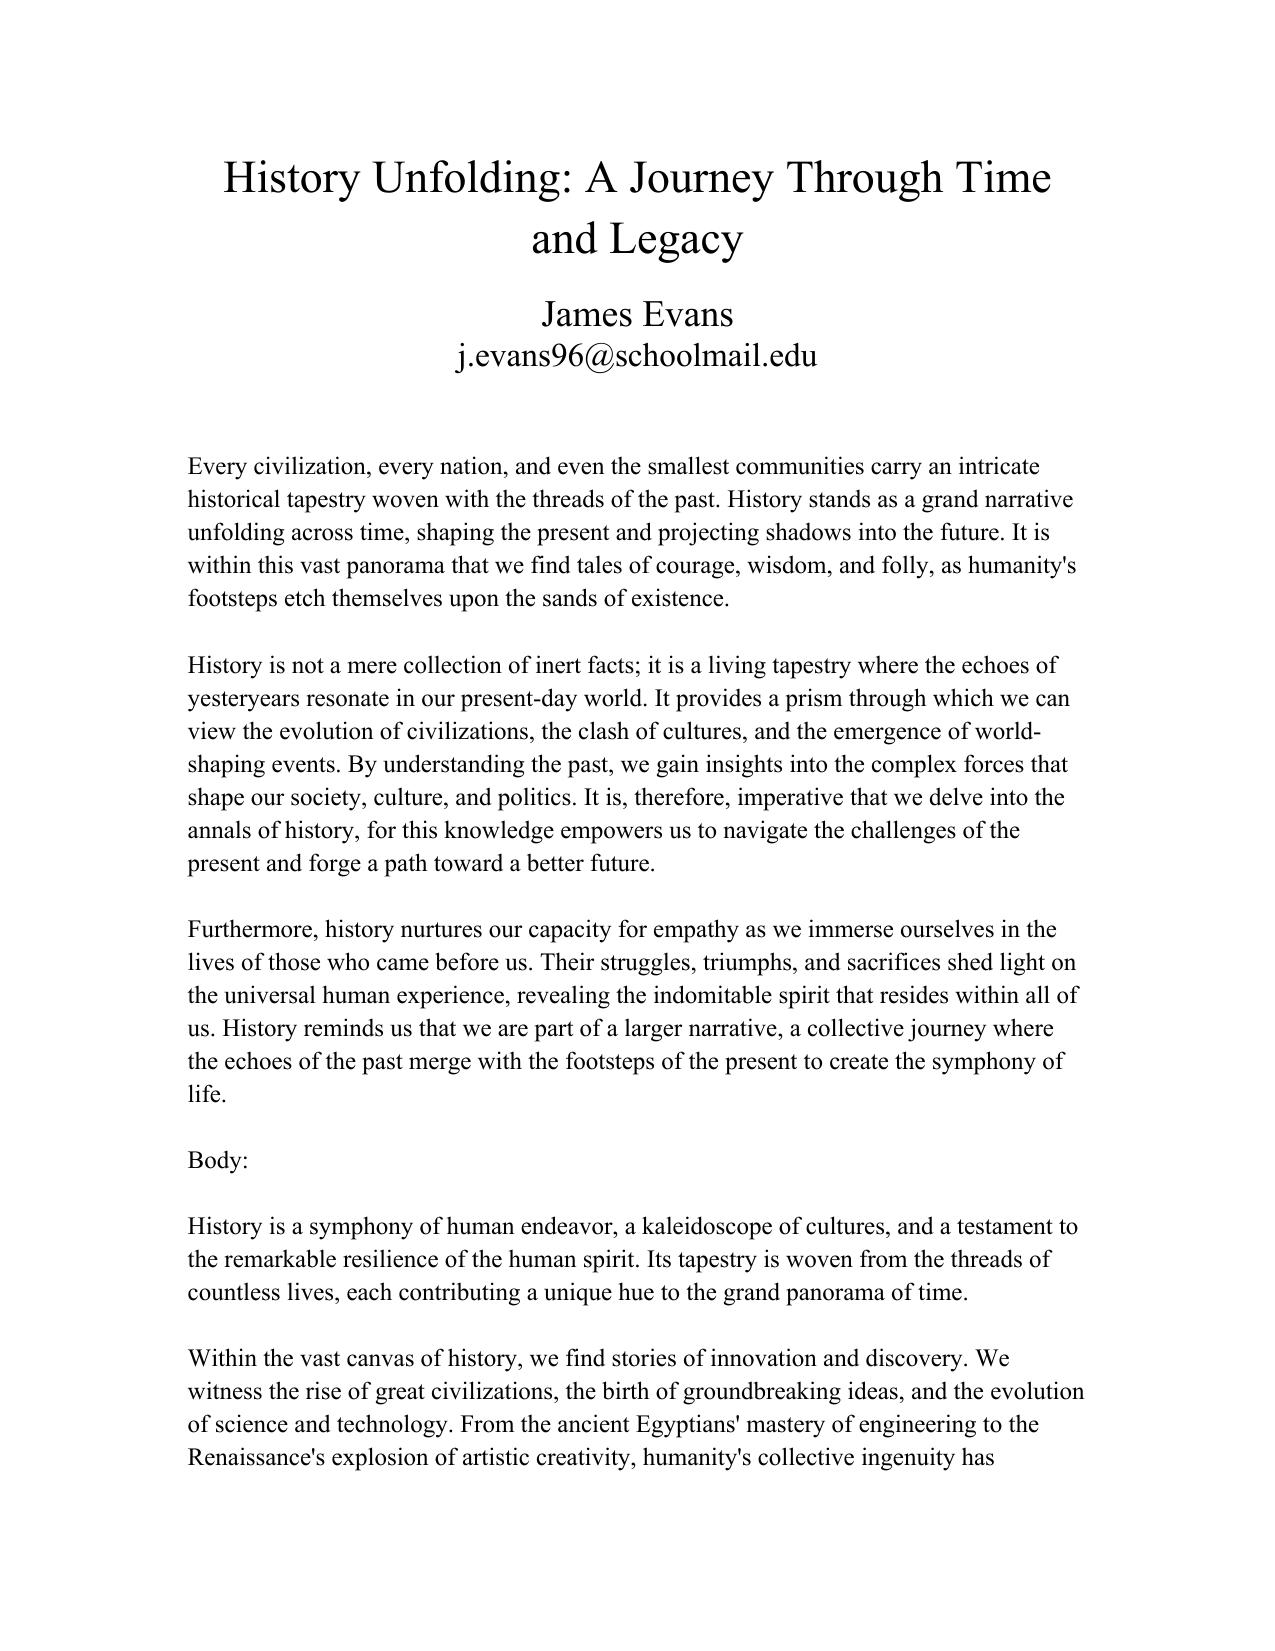 History Unfolding: A Journey Through Time
and Legacy
James Evans
j.evans96@schoolmail.edu
Every civilization, every nation, and even the smallest communities carry an intricate
historical tapestry woven with the threads of the past. History stands as a grand narrative
unfolding across time, shaping the present and projecting shadows into the future. It is
within this vast panorama that we find tales of courage, wisdom, and folly, as humanity's
footsteps etch themselves upon the sands of existence.
History is not a mere collection of inert facts; it is a living tapestry where the echoes of
yesteryears resonate in our present-day world. It provides a prism through which we can
view the evolution of civilizations, the clash of cultures, and the emergence of world-
shaping events. By understanding the past, we gain insights into the complex forces that
shape our society, culture, and politics. It is, therefore, imperative that we delve into the
annals of history, for this knowledge empowers us to navigate the challenges of the
present and forge a path toward a better future.
Furthermore, history nurtures our capacity for empathy as we immerse ourselves in the
lives of those who came before us. Their struggles, triumphs, and sacrifices shed light on
the universal human experience, revealing the indomitable spirit that resides within all of
us. History reminds us that we are part of a larger narrative, a collective journey where
the echoes of the past merge with the footsteps of the present to create the symphony of
life.
Body:
History is a symphony of human endeavor, a kaleidoscope of cultures, and a testament to
the remarkable resilience of the human spirit. Its tapestry is woven from the threads of
countless lives, each contributing a unique hue to the grand panorama of time.
Within the vast canvas of history, we find stories of innovation and discovery. We
witness the rise of great civilizations, the birth of groundbreaking ideas, and the evolution
of science and technology. From the ancient Egyptians' mastery of engineering to the
Renaissance's explosion of artistic creativity, humanity's collective ingenuity has